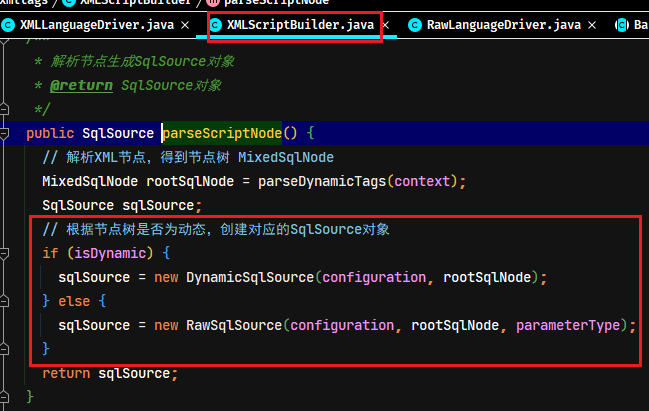 XMLScriptBuilder parseScriptNode
XMLLanguageDriver.java × XMLScriptBuilder.java × RawLanguageDriver.java × Ba
* 解析节点生成SqlSource对象
* @return SqlSource对象
*/
public SqlSource parseScriptNode() {
// 解析XML节点，得到节点树 MixedSqlNode
MixedSqlNode rootSqlNode = parseDynamicTags(context);
SqlSource sqlSource;
// 根据节点树是否为动态，创建对应的SqlSource对象
if (isDynamic) {
sqlSource = new DynamicSqlSource(configuration, rootSqlNode);
} else {
sqlSource = new RawSqlSource(configuration, rootSqlNode, parameterType);
}
return sqlSource;
}